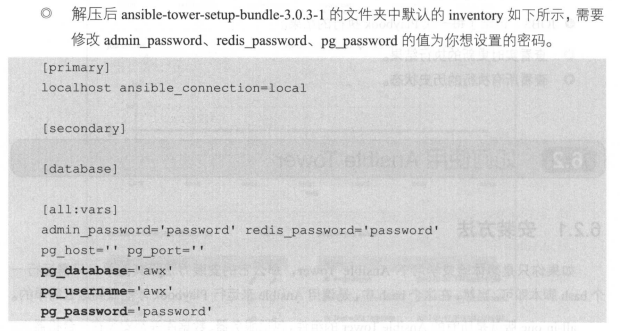 ◎ 解压后 ansible-tower-setup-bundle-3.0.3-1 的文件夹中默认的 inventory 如下所示，需要
修改 admin_password、redis_password、pg_password 的值为你想设置的密码。
[primary]
localhost ansible_connection=local
[secondary]
[database]
[all:vars]
admin_password='password' redis_password='password'
pg_host='' pg_port=''
pg_database='awx'
pg_username='awx'
pg_password='password'